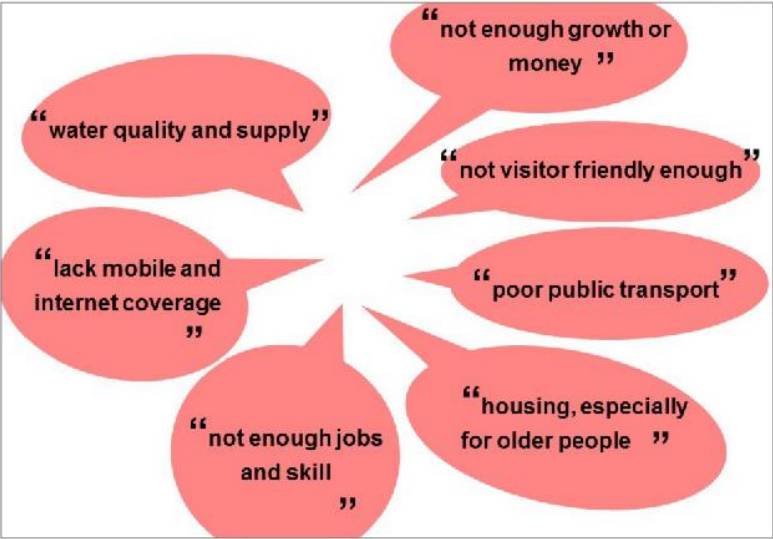 “not enough growth or
money ”
“water quality and supply”
“not visitor friendly enough”
“lack mobile and
internet coverage
”
“poor public transport”
“housing, especially
for older people ”
“not enough jobs
and skill
”